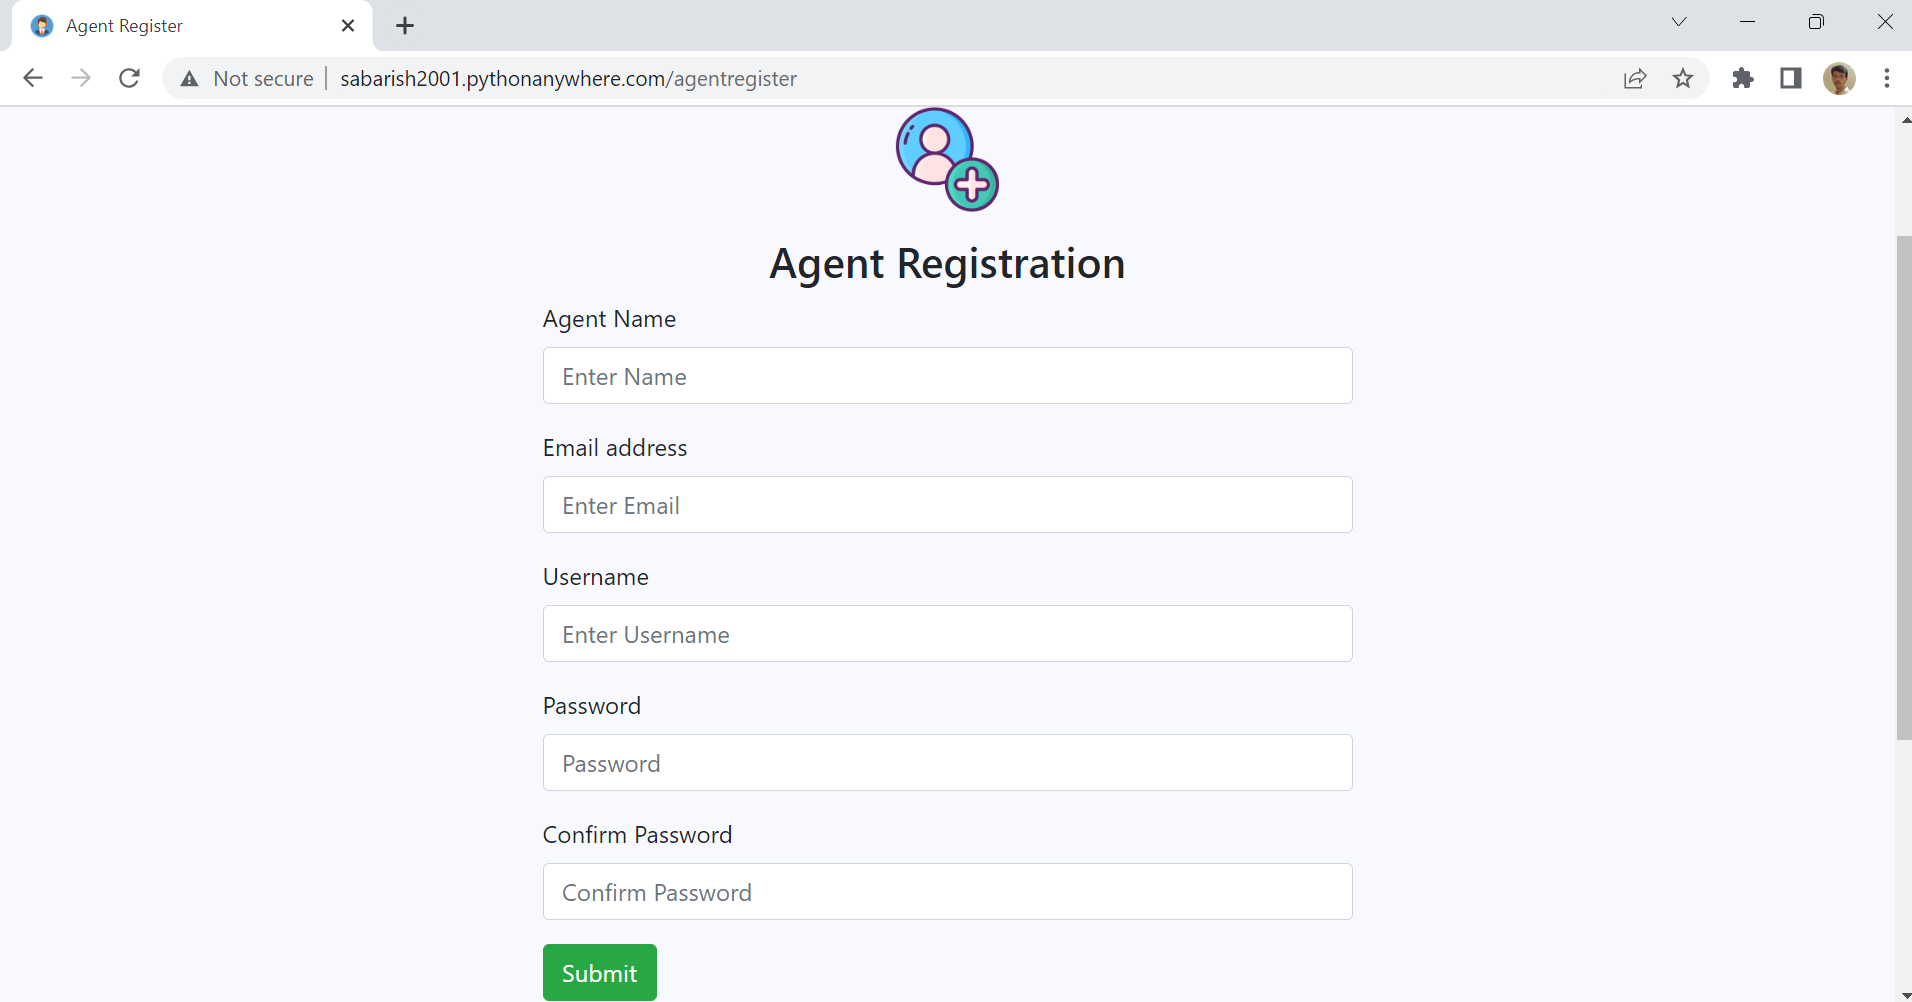 Agent Register
Not secure sabarish2001.pythonanywhere.com/agentregister
Agent Registration
Agent Name
Enter Name
Email address
Enter Email
Username
Enter Username
Password
Password
Confirm Password
Confirm Password
Submit